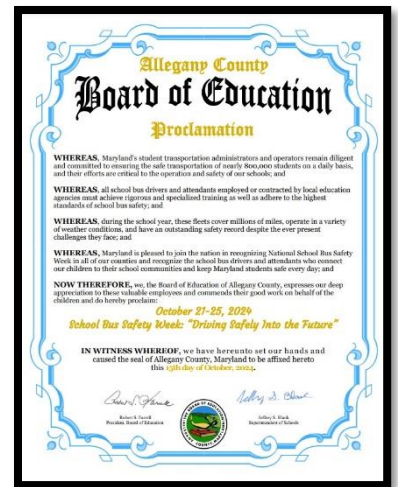 Allegany County
Board of Education
Proclamation
WHEREAS, Maryland's student transportation administrators and operators remain diligent
and committed to ensuring the safe transportation of nearly 800,000 students on a daily basis,
and their efforts are critical to the operation and safety of our schools; and
WHEREAS, all school bus drivers and attendants employed or contracted by local education
agencies must achieve rigorous and specialized training as well as adhere to the highest
standards of school bus safety; and
WHEREAS, during the school year, these fleets cover millions of miles, operate in a variety
of weather conditions, and have an outstanding safety record despite the ever present
challenges they face; and
WHEREAS, Maryland is pleased to join the nation in recognizing National School Bus Safety
Week in all of our counties and recognize the school bus drivers and attendants who connect
our children to their school communities and keep Maryland students safe every day; and
NOW THEREFORE, we, the Board of Education of Allegany County, expresses our deep
appreciation to these valuable employees and commends their good work on behalf of the
children and do hereby proclaim:
October 21-25, 2024
School Bus Safety Week: "Driving Safely Into the Future"
IN WITNESS WHEREOF, we have hereunto set our hands and
caused the seal of Allegany County, Maryland to be affixed hereto
this 15th day of October, 2024.
Robert S. Farrell
President, Board of Education
Jeffrey S. Blank
Superintendent of Schools